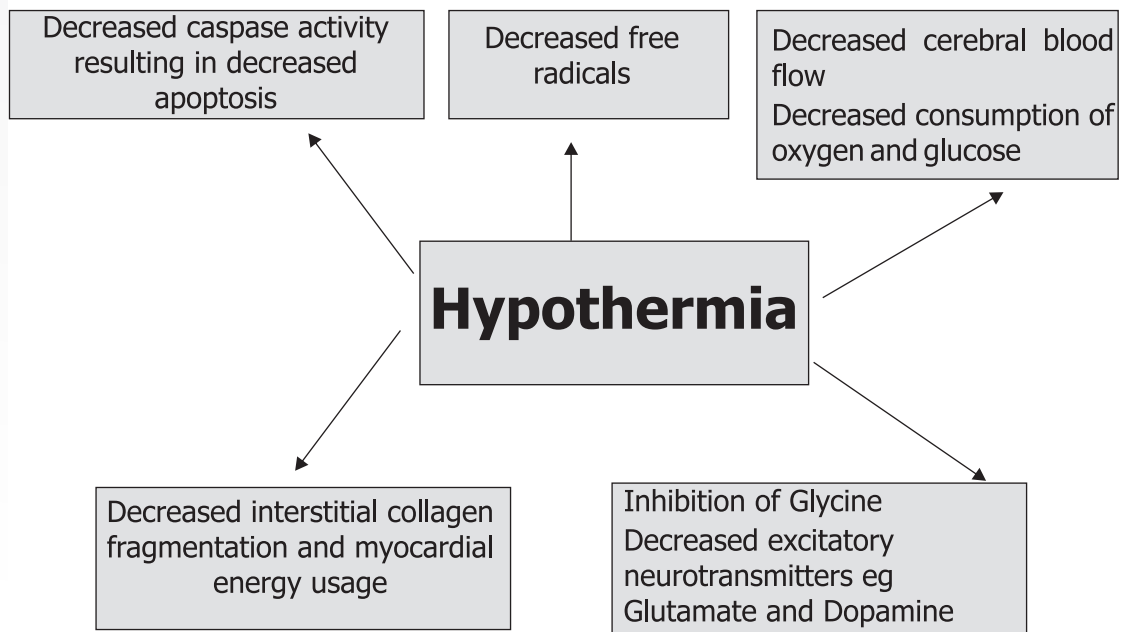 Decreased caspase activity
resulting in decreased
apoptosis
Decreased free
radicals
Decreased cerebral blood
flow
Decreased consumption of
oxygen and glucose
Hypothermia
Decreased interstitial collagen
fragmentation and myocardial
energy usage
Inhibition of Glycine
Decreased excitatory
neurotransmitters eg
Glutamate and Dopamine